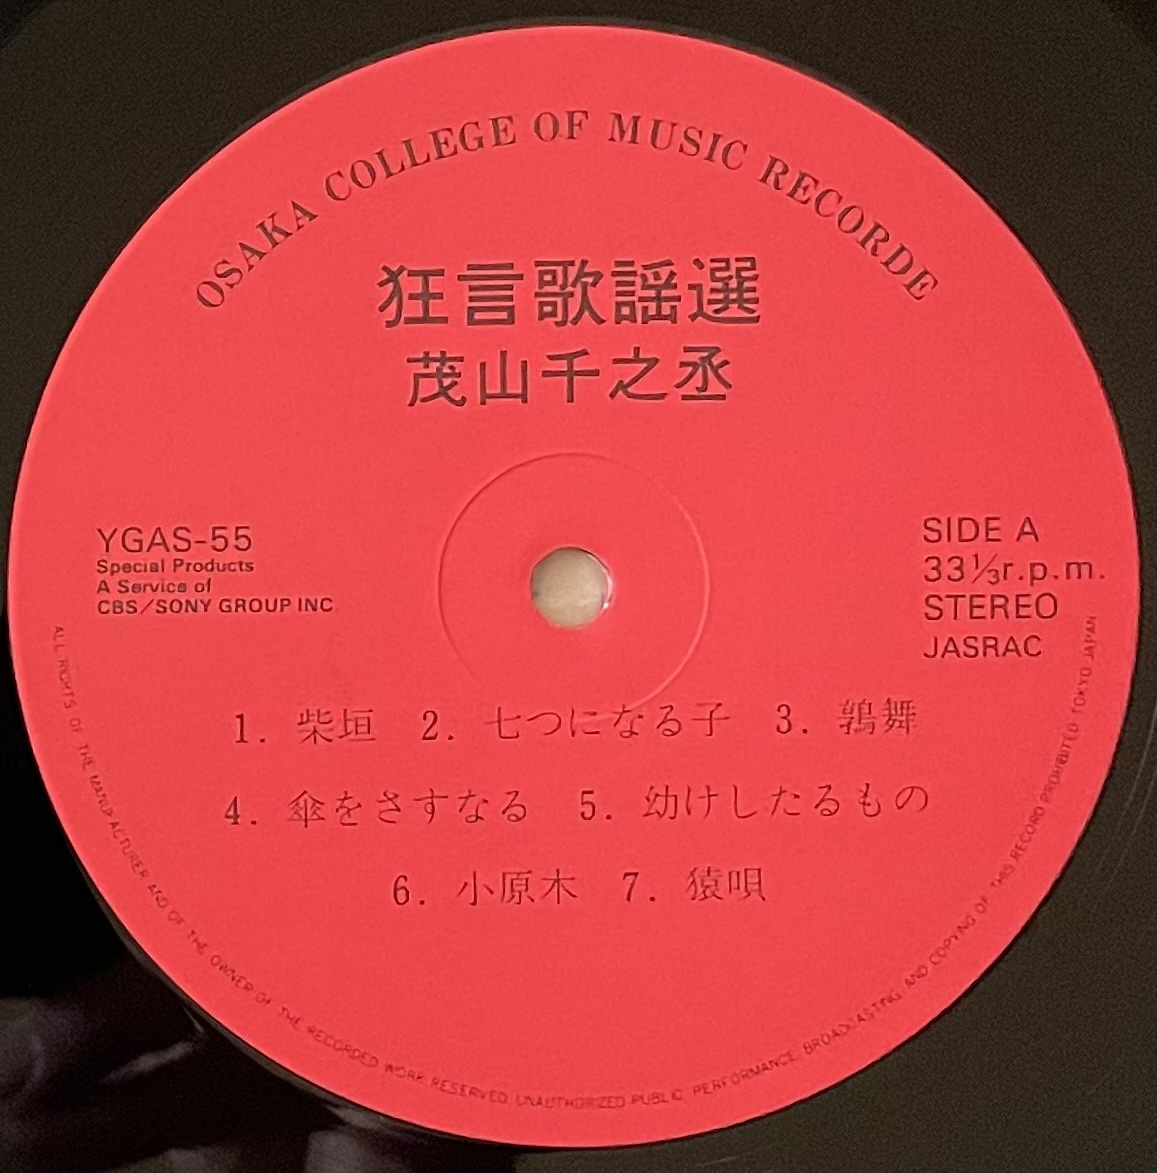 OSAKA COLLEGE OF MUSIC RECORDE
狂言歌謡選
茂山千之丞
YGAS-55
Special Products
A Service of
CBS/SONY GROUP INC.
SIDE A
33⅓r.p.m.
STEREO
JASRAC
1. 柴垣 2. 七つになる子 3. 鶉舞
4. 傘をさすなる 5. 幼けしたるもの
6. 小原木 7. 猿唄
ALL RIGHTS OF THE MANUFACTURER AND OF THE OWNER OF THE RECORDED WORK RESERVED. UNAUTHORIZED PUBLIC PERFORMANCE, BROADCASTING AND COPYING OF THIS RECORD PROHIBITED TOKYO JAPAN